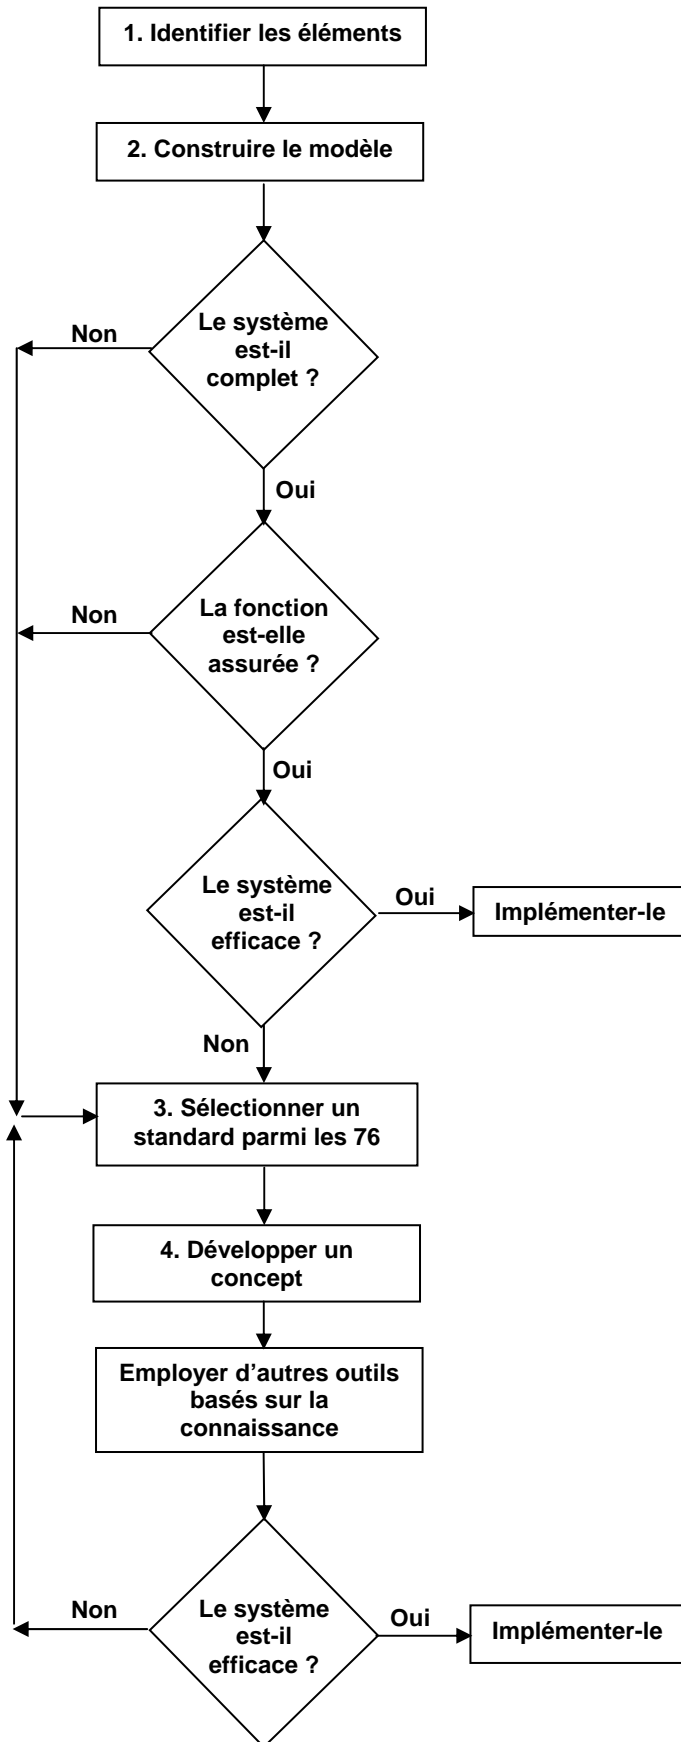 1. Identifier les éléments
2. Construire le modèle
Le système
est-il
complet ?
Non
Oui
La fonction
est-elle
assurée ?
Non
Oui
Le système
est-il
efficace ?
Oui
Implémenter-le
Non
3. Sélectionner un
standard parmi les 76
4. Développer un
concept
Employer d'autres outils
basés sur la
connaissance
Le système
est-il
efficace ?
Non
Oui
Implémenter-le